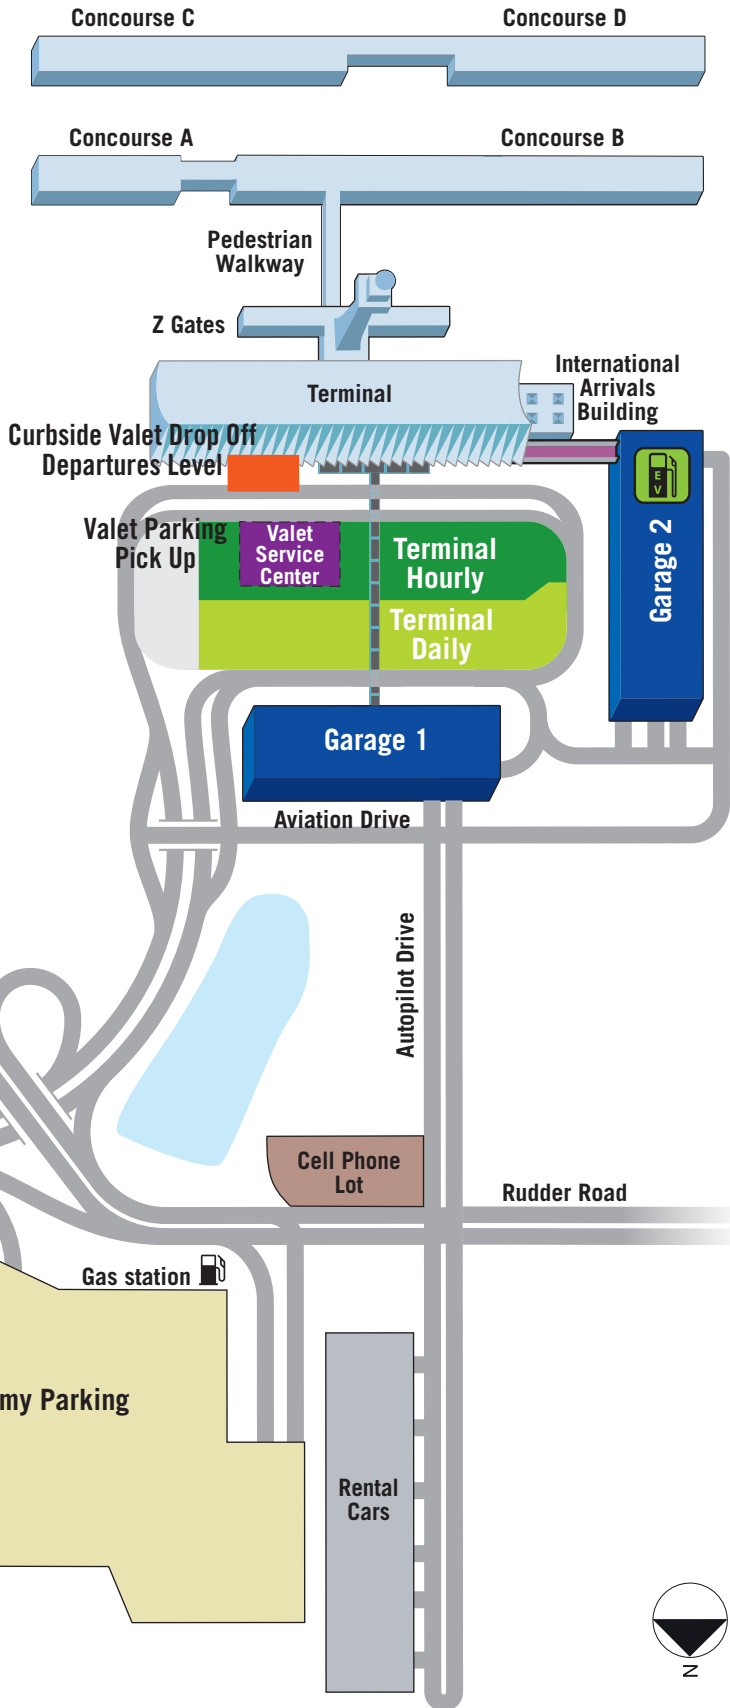 Concourse C
Concourse D
Concourse A
Concourse B
Pedestrian
Walkway
Z Gates
International
Arrivals
Building
Terminal
Curbside Valet Drop Off
Departures Level
E
V
Valet Parking
Pick Up
Valet
Service
Center
Terminal
Hourly
Garage 2
Terminal
Daily
Garage 1
Aviation Drive
Autopilot Drive
Cell Phone
Lot
Rudder Road
Gas station
my Parking
Rental
Cars
N